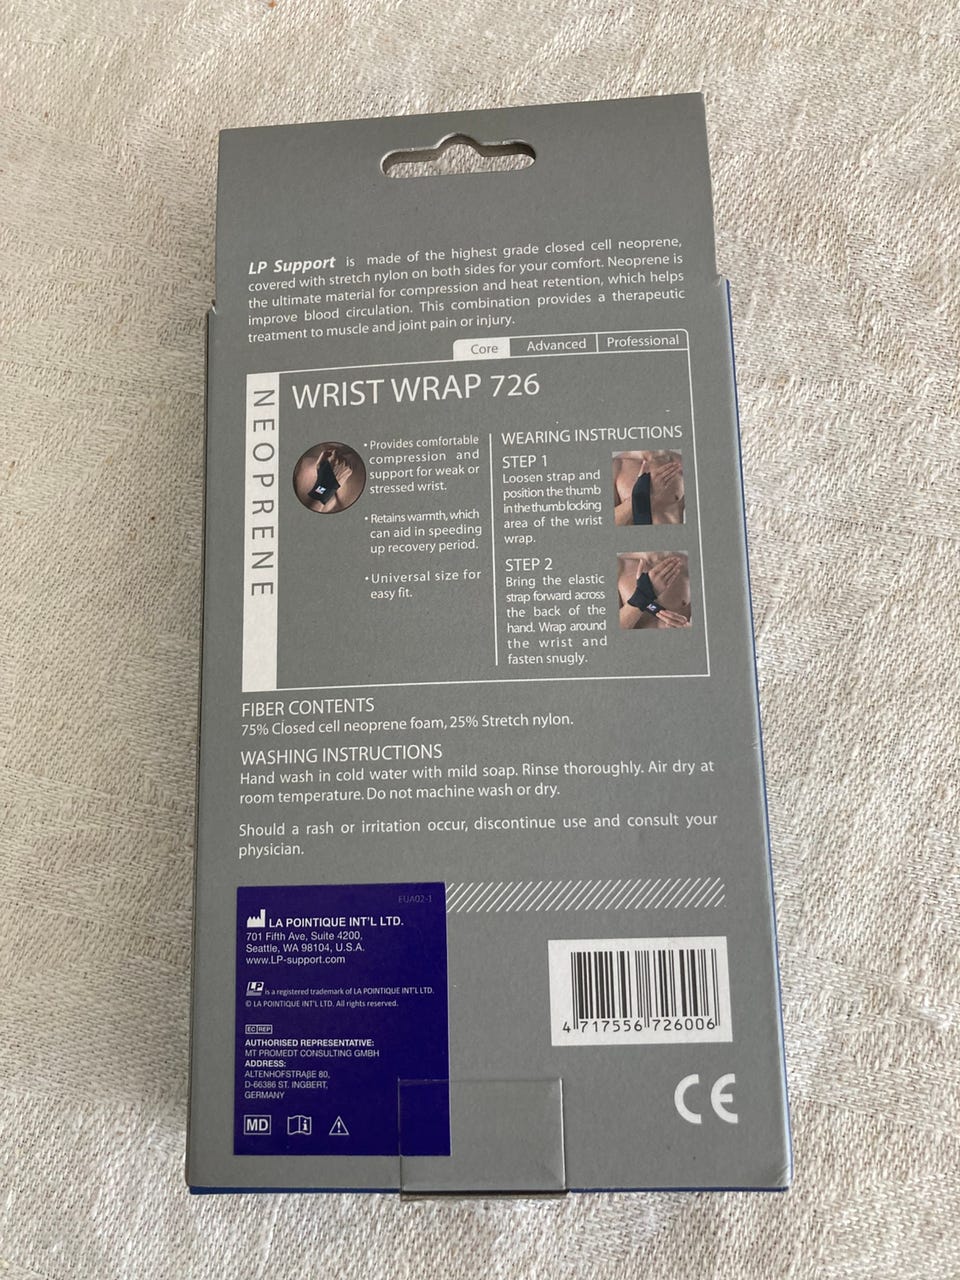 LP Support is made of the highest grade closed cell neoprene,
covered with stretch nylon on both sides for your comfort. Neoprene is
the ultimate material for compression and heat retention, which helps
improve blood circulation. This combination provides a therapeutic
treatment to muscle and joint pain or injury.
Core Advanced Professional
NEOPRENE
WRIST WRAP 726
• Provides comfortable
compression and
support for weak or
stressed wrist.
• Retains warmth, which
can aid in speeding
up recovery period.
• Universal size for
easy fit.
LP
WEARING INSTRUCTIONS
STEP 1
Loosen strap and
position the thumb
in the thumb locking
area of the wrist
wrap.
STEP 2
Bring the elastic
strap forward across
the back of the
hand. Wrap around
the wrist and
fasten snugly.
LP
FIBER CONTENTS
75% Closed cell neoprene foam, 25% Stretch nylon.
WASHING INSTRUCTIONS
Hand wash in cold water with mild soap. Rinse thoroughly. Air dry at
room temperature. Do not machine wash or dry.
Should a rash or irritation occur, discontinue use and consult your
physician.
EUA02-1
LA POINTIQUE INT'L LTD.
701 Fifth Ave, Suite 4200,
Seattle, WA 98104, U.S.A.
www.LP-support.com
LP is a registered trademark of LA POINTIQUE INT'L LTD.
© LA POINTIQUE INT'L LTD. All rights reserved.
EC REP
AUTHORISED REPRESENTATIVE:
MT PROMEDT CONSULTING GMBH
ADDRESS:
ALTENHOFSTRAßE 80,
D-66386 ST. INGBERT,
GERMANY
MD i
4 717556 726006
CE